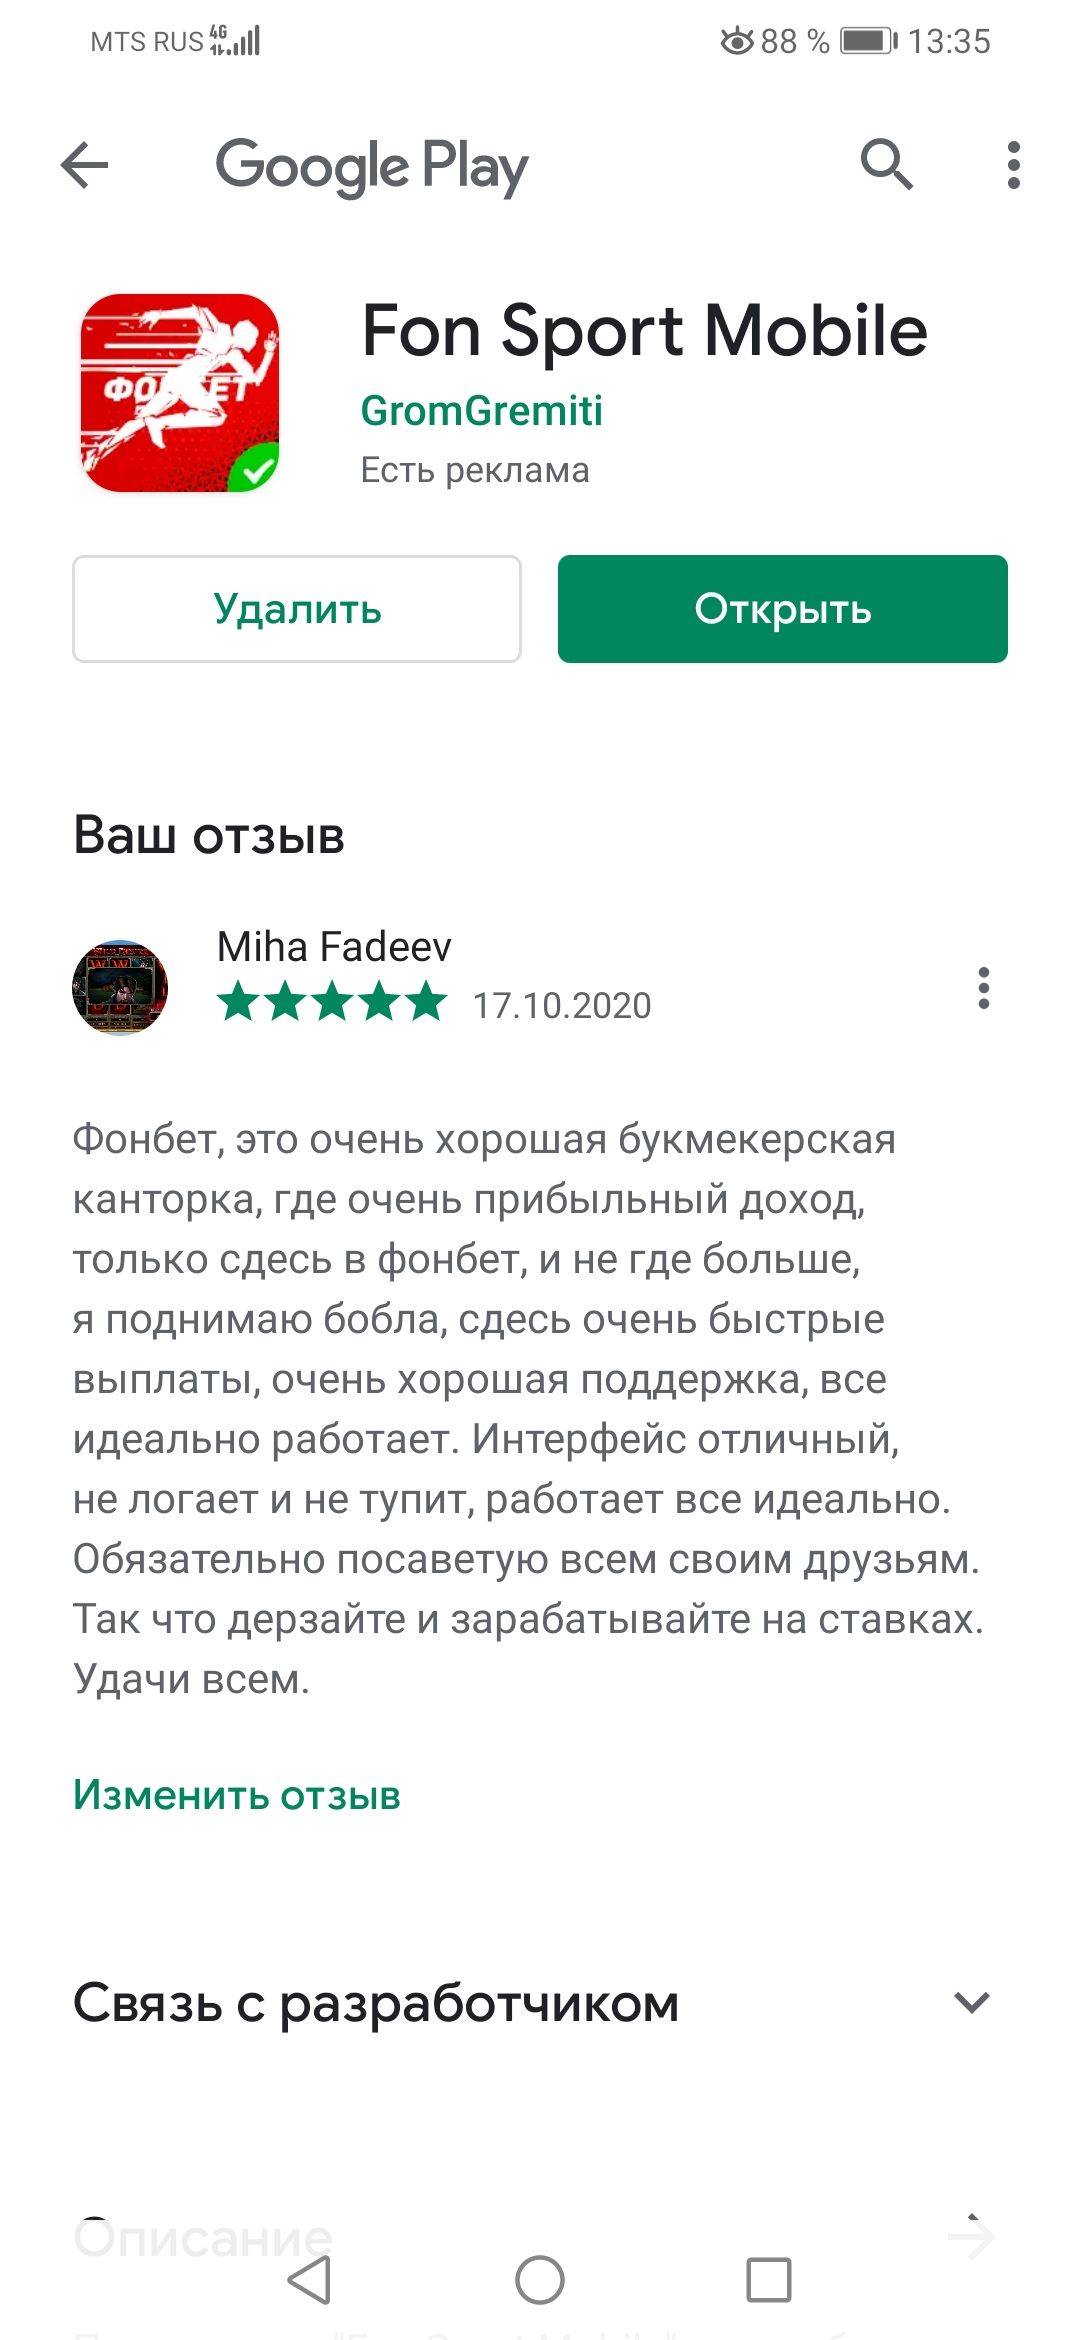 MTS RUS 4G 88 % 13:35
Google Play
Fon Sport Mobile
ФОНБЕТ
GromGremiti
Есть реклама
Удалить Открыть
Ваш отзыв
Miha Fadeev
17.10.2020
Фонбет, это очень хорошая букмекерская
канторка, где очень прибыльный доход,
только сдесь в фонбет, и не где больше,
я поднимаю бобла, сдесь очень быстрые
выплаты, очень хорошая поддержка, все
идеально работает. Интерфейс отличный,
не логает и не тупит, работает все идеально.
Обязательно посаветую всем своим друзьям.
Так что дерзайте и зарабатывайте на ставках.
Удачи всем.
Изменить отзыв
Связь с разработчиком
Описание